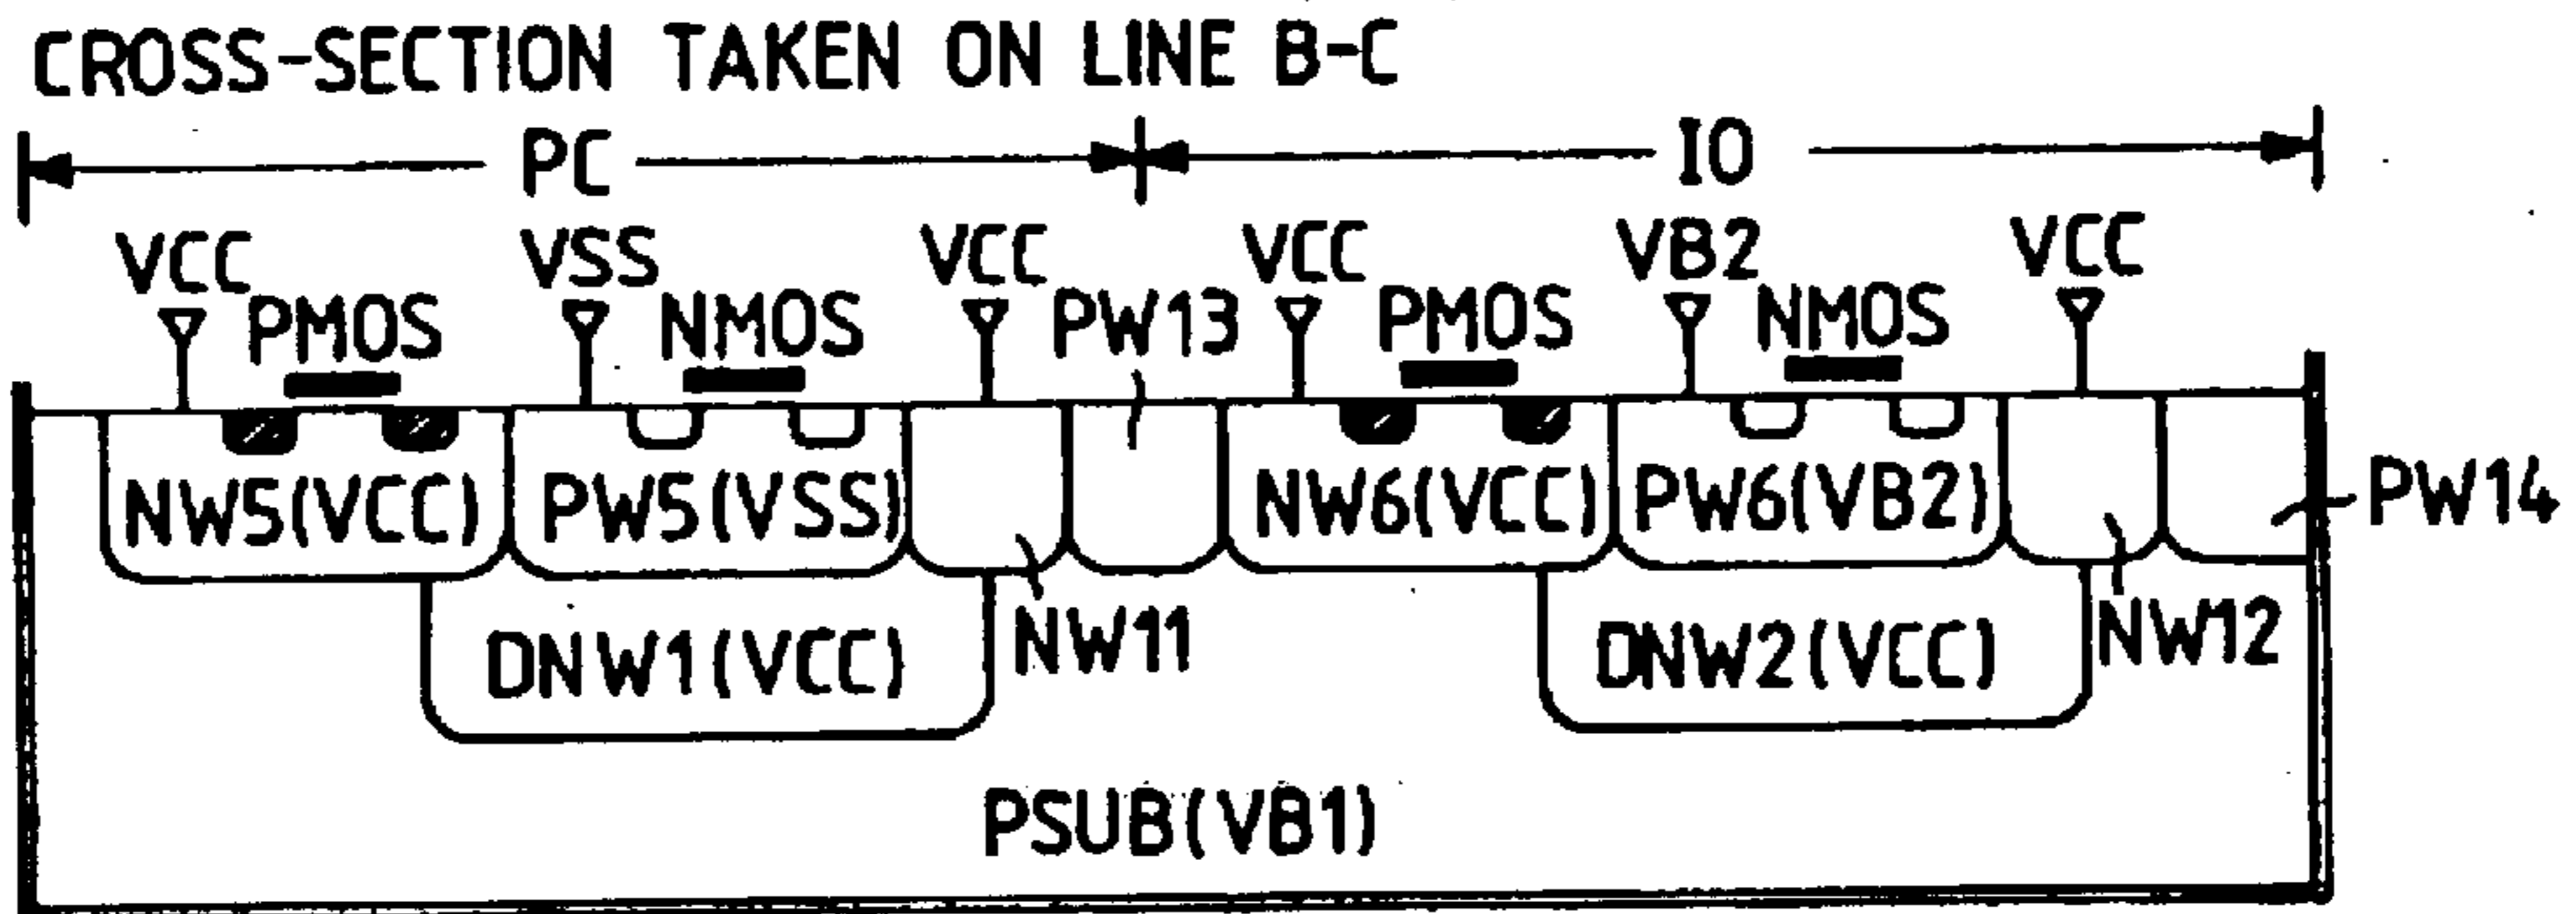 CROSS-SECTION TAKEN ON LINE B-C
PC IO
VCC VSS VCC VCC VB2 VCC
PMOS NMOS PW13 PMOS NMOS
NW5(VCC) PW5(VSS) NW6(VCC) PW6(VB2) PW14
DNW1(VCC) NW11 DNW2(VCC) NW12
PSUB(VB1)